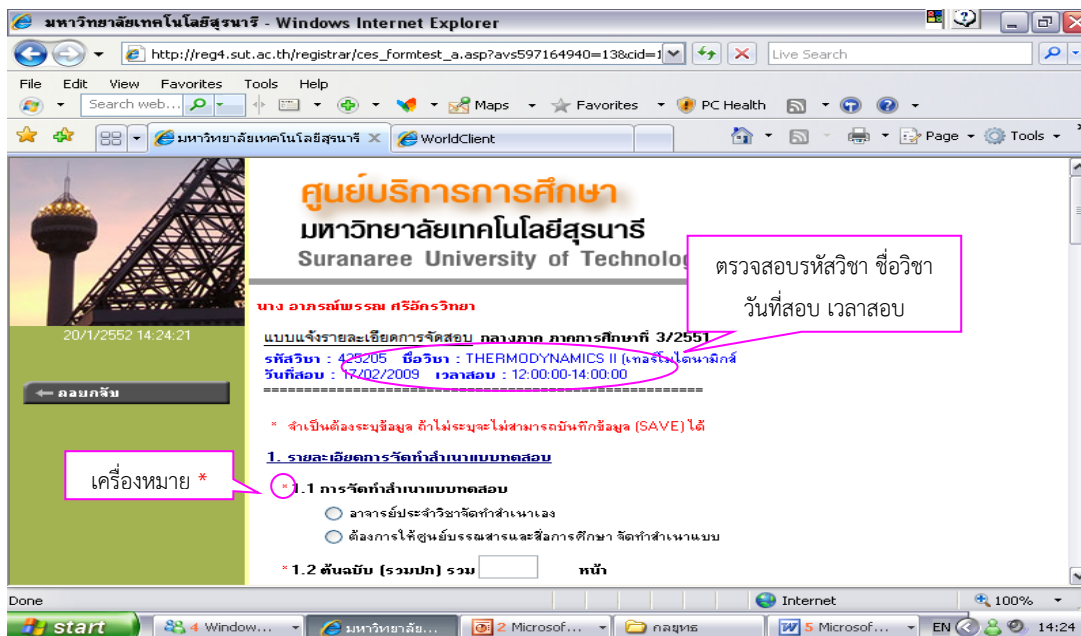 มหาวิทยาลัยเทคโนโลยีสุรนารี - Windows Internet Explorer
http://reg4.sut.ac.th/registrar/ces_formtest_a.asp?avs597164940=13&cid=1
Live Search
File Edit View Favorites Tools Help
Search web... Maps Favorites PC Health
มหาวิทยาลัยเทคโนโลยีสุรนารี WorldClient Page Tools
ศูนย์บริการการศึกษา
มหาวิทยาลัยเทคโนโลยีสุรนารี
Suranaree University of Technolog
ตรวจสอบรหัสวิชา ชื่อวิชา
วันที่สอบ เวลาสอบ
นาง อาภรณ์พรรณ ศรีอัครวิทยา
20/1/2552 14:24:21
แบบแจ้งรายละเอียดการจัดสอบ กลางภาค ภาคการศึกษาที่ 3/2551
รหัสวิชา : 425205 ชื่อวิชา : THERMODYNAMICS II (เทอร์โมไดนามิกส์
วันที่สอบ : 17/02/2009 เวลาสอบ : 12:00:00-14:00:00
ถอยกลับ
* จำเป็นต้องระบุข้อมูล ถ้าไม่ระบุจะไม่สามารถบันทึกข้อมูล (SAVE) ได้
1. รายละเอียดการจัดทำสำเนาแบบทดสอบ
เครื่องหมาย *
*1.1 การจัดทำสำเนาแบบทดสอบ
อาจารย์ประจำวิชาจัดทำสำเนาเอง
ต้องการให้ศูนย์บรรณสารและสื่อการศึกษา จัดทำสำเนาแบบ
*1.2 ต้นฉบับ (รวมปก) รวม หน้า
Done Internet 100%
start 4 Window... มหาวิทยาลัย... 2 Microsof... กลยุทธ 5 Microsof... EN 14:24